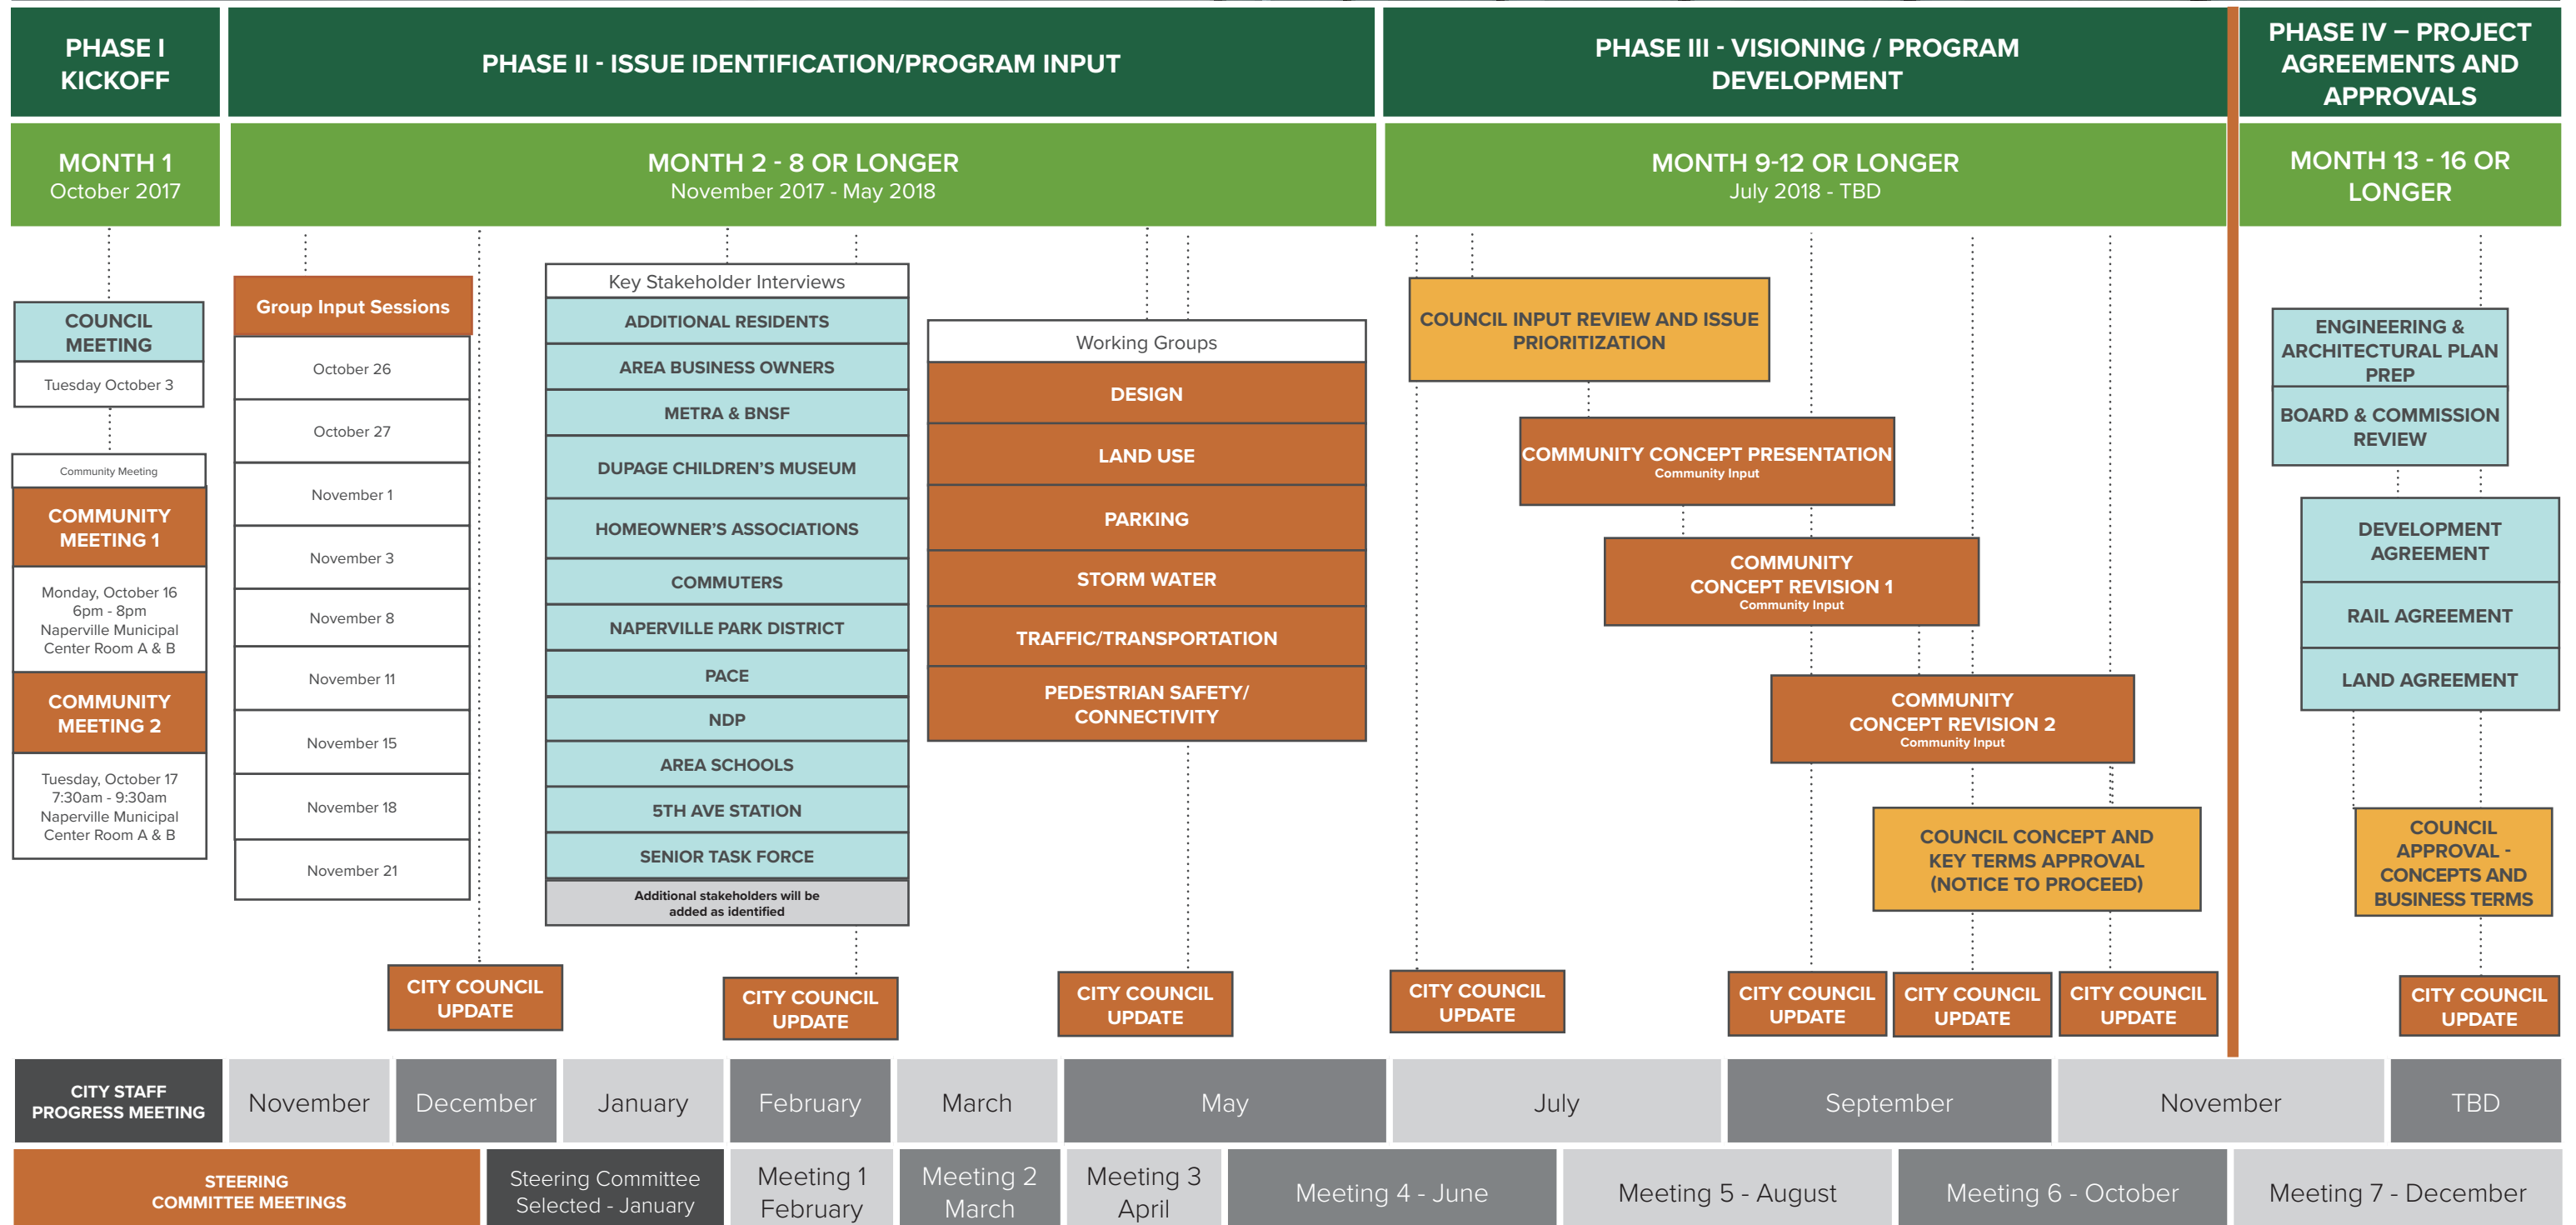 PHASE I
KICKOFF
PHASE II - ISSUE IDENTIFICATION/PROGRAM INPUT
PHASE III - VISIONING / PROGRAM
DEVELOPMENT
PHASE IV – PROJECT
AGREEMENTS AND
APPROVALS
MONTH 1
October 2017
MONTH 2 - 8 OR LONGER
November 2017 - May 2018
MONTH 9-12 OR LONGER
July 2018 - TBD
MONTH 13 - 16 OR
LONGER
COUNCIL
MEETING
Tuesday October 3
Community Meeting
COMMUNITY
MEETING 1
Monday, October 16
6pm - 8pm
Naperville Municipal
Center Room A & B
COMMUNITY
MEETING 2
Tuesday, October 17
7:30am - 9:30am
Naperville Municipal
Center Room A & B
Group Input Sessions
October 26
October 27
November 1
November 3
November 8
November 11
November 15
November 18
November 21
Key Stakeholder Interviews
ADDITIONAL RESIDENTS
AREA BUSINESS OWNERS
METRA & BNSF
DUPAGE CHILDREN'S MUSEUM
HOMEOWNER'S ASSOCIATIONS
COMMUTERS
NAPERVILLE PARK DISTRICT
PACE
NDP
AREA SCHOOLS
5TH AVE STATION
SENIOR TASK FORCE
Additional stakeholders will be
added as identified
Working Groups
DESIGN
LAND USE
PARKING
STORM WATER
TRAFFIC/TRANSPORTATION
PEDESTRIAN SAFETY/
CONNECTIVITY
COUNCIL INPUT REVIEW AND ISSUE
PRIORITIZATION
COMMUNITY CONCEPT PRESENTATION
Community Input
COMMUNITY
CONCEPT REVISION 1
Community Input
COMMUNITY
CONCEPT REVISION 2
Community Input
COUNCIL CONCEPT AND
KEY TERMS APPROVAL
(NOTICE TO PROCEED)
ENGINEERING &
ARCHITECTURAL PLAN
PREP
BOARD & COMMISSION
REVIEW
DEVELOPMENT
AGREEMENT
RAIL AGREEMENT
LAND AGREEMENT
COUNCIL
APPROVAL -
CONCEPTS AND
BUSINESS TERMS
CITY COUNCIL
UPDATE
CITY COUNCIL
UPDATE
CITY COUNCIL
UPDATE
CITY COUNCIL
UPDATE
CITY COUNCIL
UPDATE
CITY COUNCIL
UPDATE
CITY COUNCIL
UPDATE
CITY COUNCIL
UPDATE
CITY STAFF
PROGRESS MEETING
November
December
January
February
March
May
July
September
November
TBD
STEERING
COMMITTEE MEETINGS
Steering Committee
Selected - January
Meeting 1
February
Meeting 2
March
Meeting 3
April
Meeting 4 - June
Meeting 5 - August
Meeting 6 - October
Meeting 7 - December